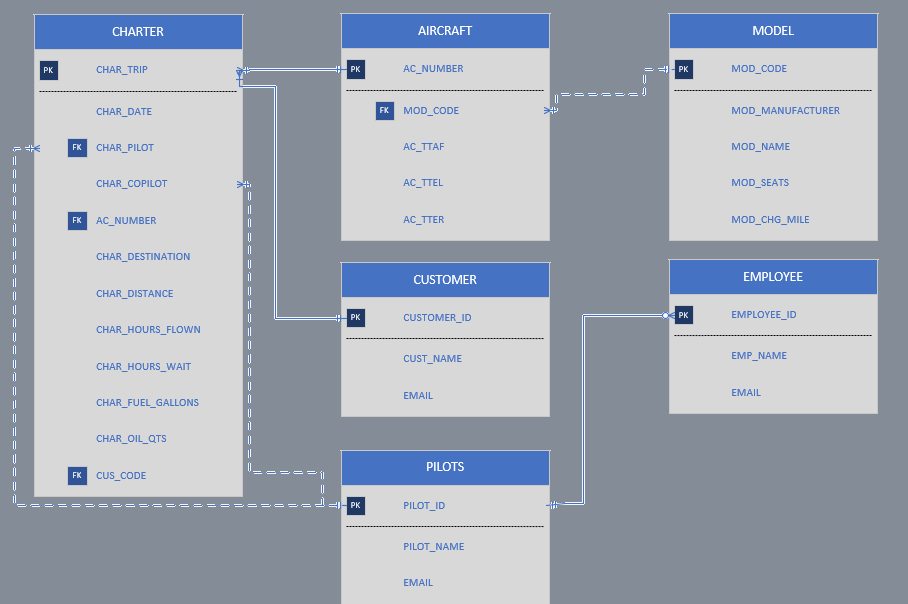 CHARTER
PK CHAR_TRIP
CHAR_DATE
FK CHAR_PILOT
CHAR_COPILOT
FK AC_NUMBER
CHAR_DESTINATION
CHAR_DISTANCE
CHAR_HOURS_FLOWN
CHAR_HOURS_WAIT
CHAR_FUEL_GALLONS
CHAR_OIL_QTS
FK CUS_CODE
AIRCRAFT
PK AC_NUMBER
FK MOD_CODE
AC_TTAF
AC_TTEL
AC_TTER
MODEL
PK MOD_CODE
MOD_MANUFACTURER
MOD_NAME
MOD_SEATS
MOD_CHG_MILE
CUSTOMER
PK CUSTOMER_ID
CUST_NAME
EMAIL
EMPLOYEE
PK EMPLOYEE_ID
EMP_NAME
EMAIL
PILOTS
PK PILOT_ID
PILOT_NAME
EMAIL